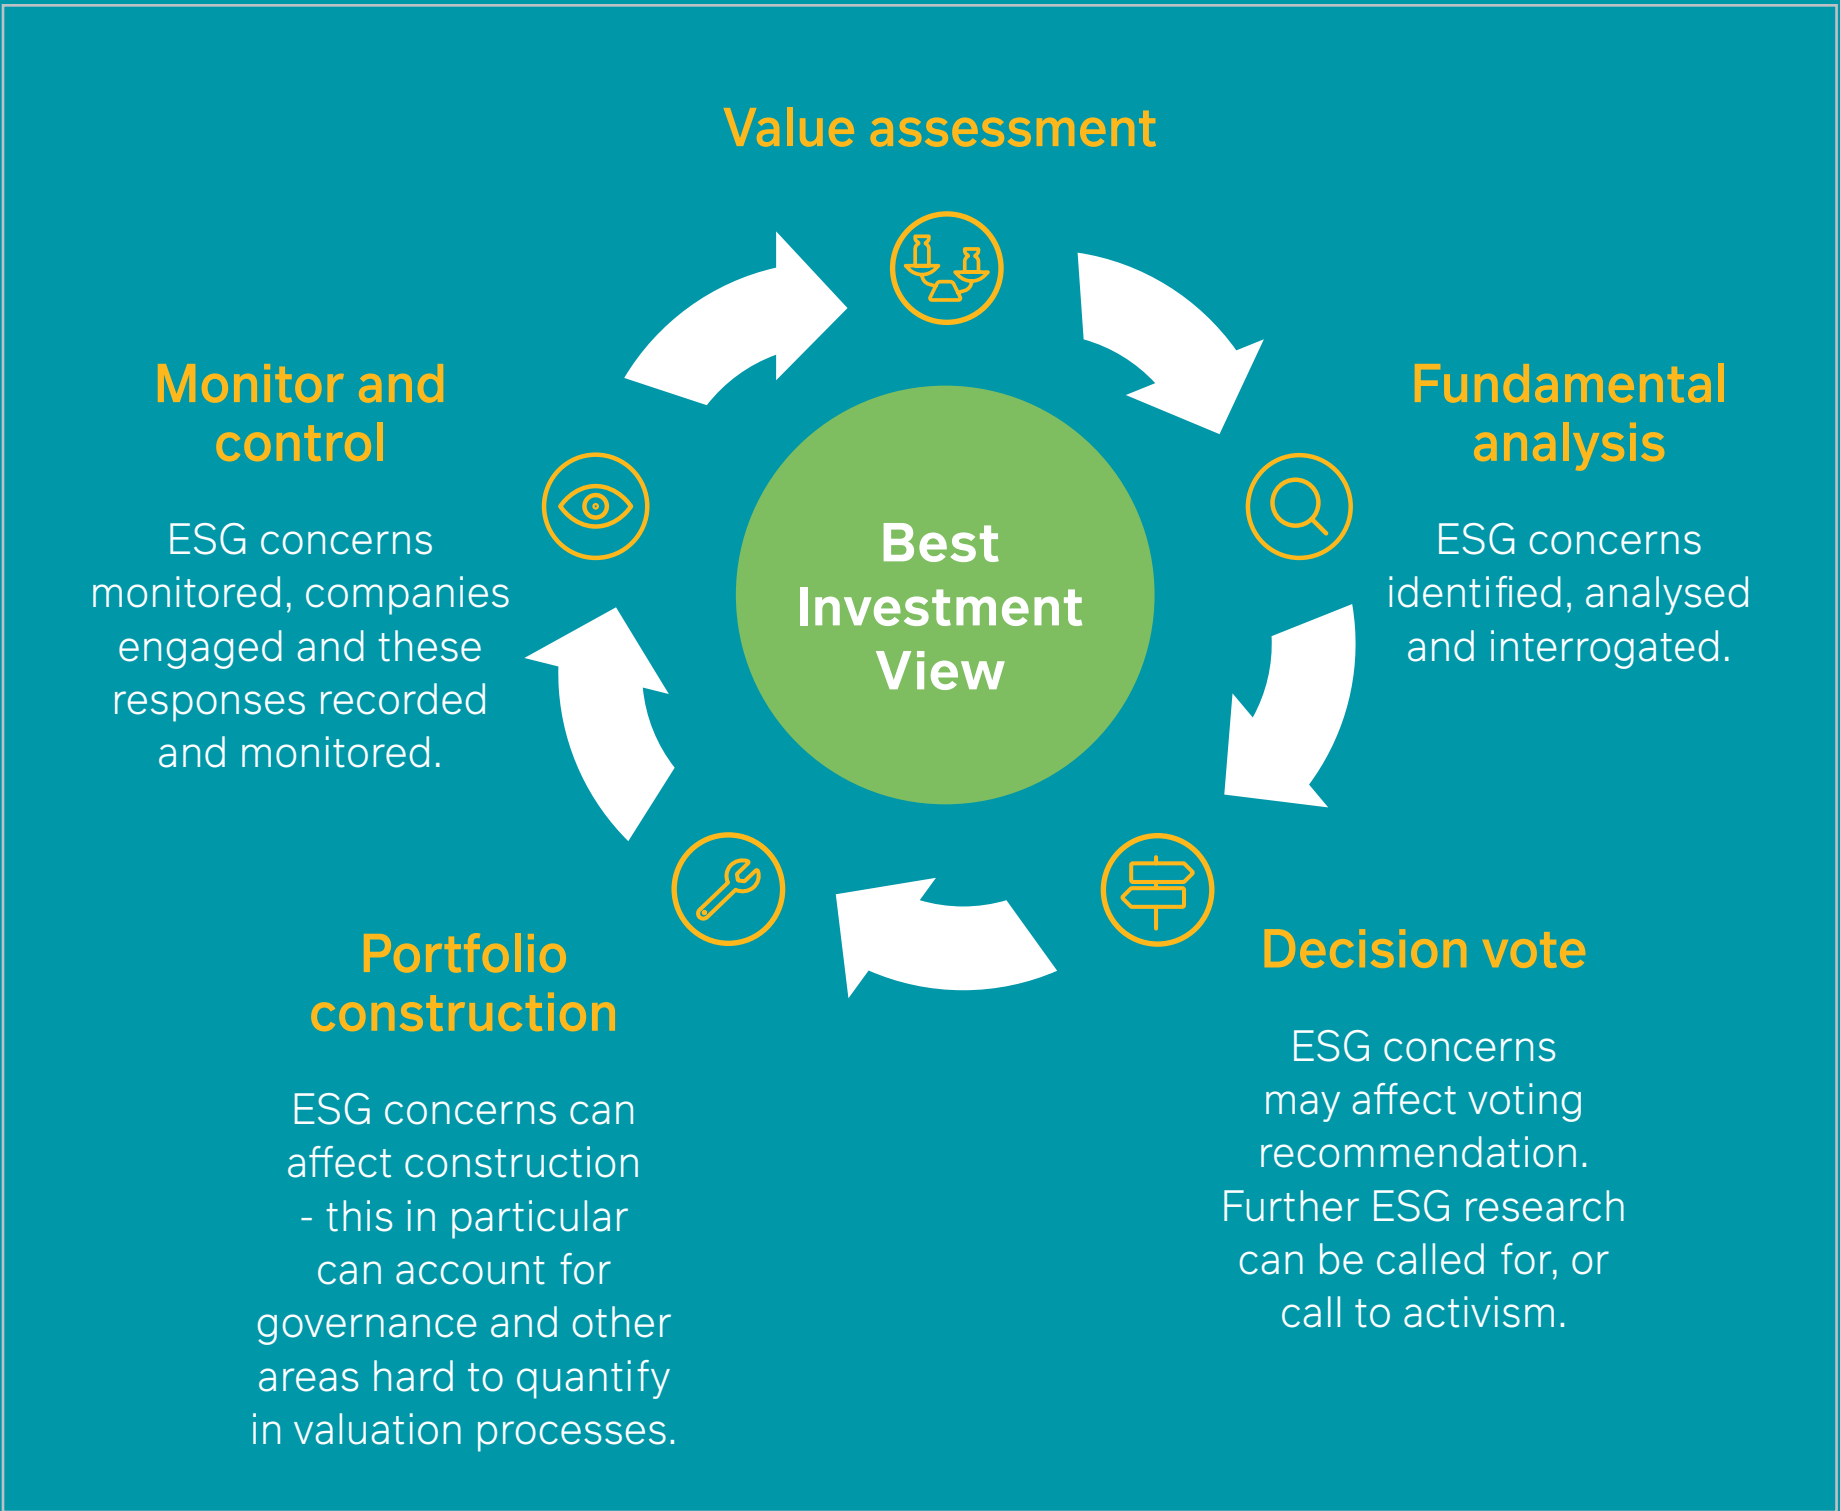 Value assessment
Fundamental
analysis
ESG concerns
identified, analysed
and interrogated.
Decision vote
ESG concerns
may affect voting
recommendation.
Further ESG research
can be called for, or
call to activism.
Portfolio
construction
ESG concerns can
affect construction
- this in particular
can account for
governance and other
areas hard to quantify
in valuation processes.
Monitor and
control
ESG concerns
monitored, companies
engaged and these
responses recorded
and monitored.
Best
Investment
View